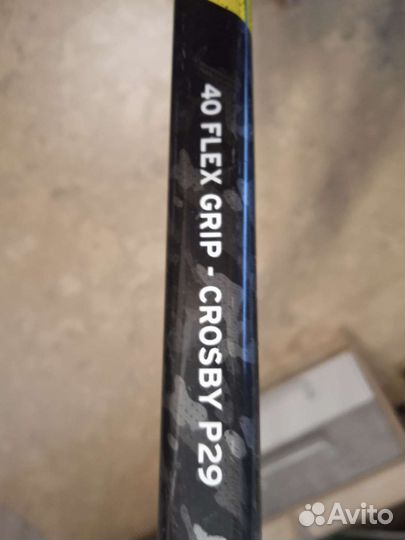 40 FLEX GRIP - CROSBY P29
Avito